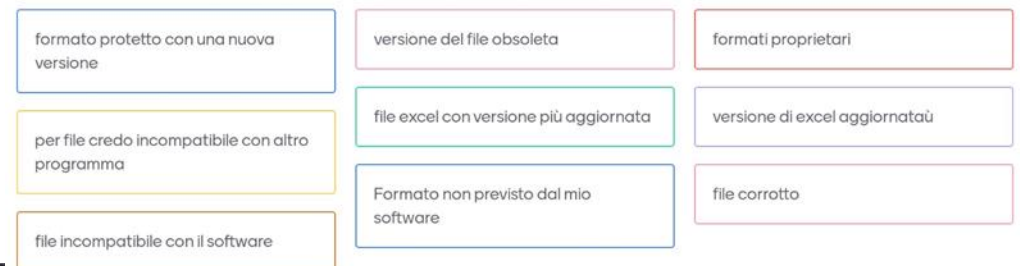 formato protetto con una nuova
versione
per file credo incompatibile con altro
programma
file incompatibile con il software
versione del file obsoleta
file excel con versione più aggiornata
Formato non previsto dal mio
software
formati proprietari
versione di excel aggiornataù
file corrotto